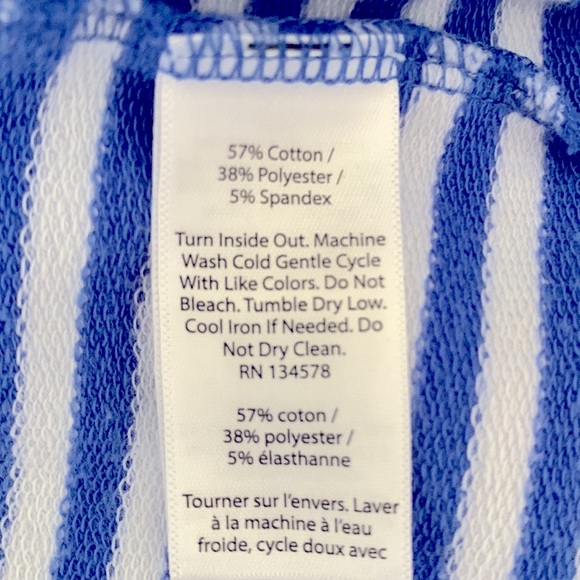 57% Cotton /
38% Polyester /
5% Spandex
Turn Inside Out. Machine
Wash Cold Gentle Cycle
With Like Colors. Do Not
Bleach. Tumble Dry Low.
Cool Iron If Needed. Do
Not Dry Clean.
RN 134578
57% coton /
38% polyester /
5% élasthanne
Tourner sur l'envers. Laver
à la machine à l'eau
froide, cycle doux avec